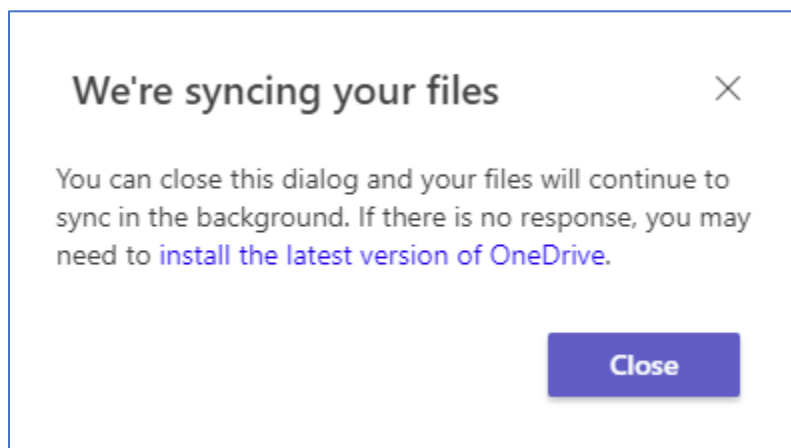 We're syncing your files
You can close this dialog and your files will continue to
sync in the background. If there is no response, you may
need to install the latest version of OneDrive.
Close